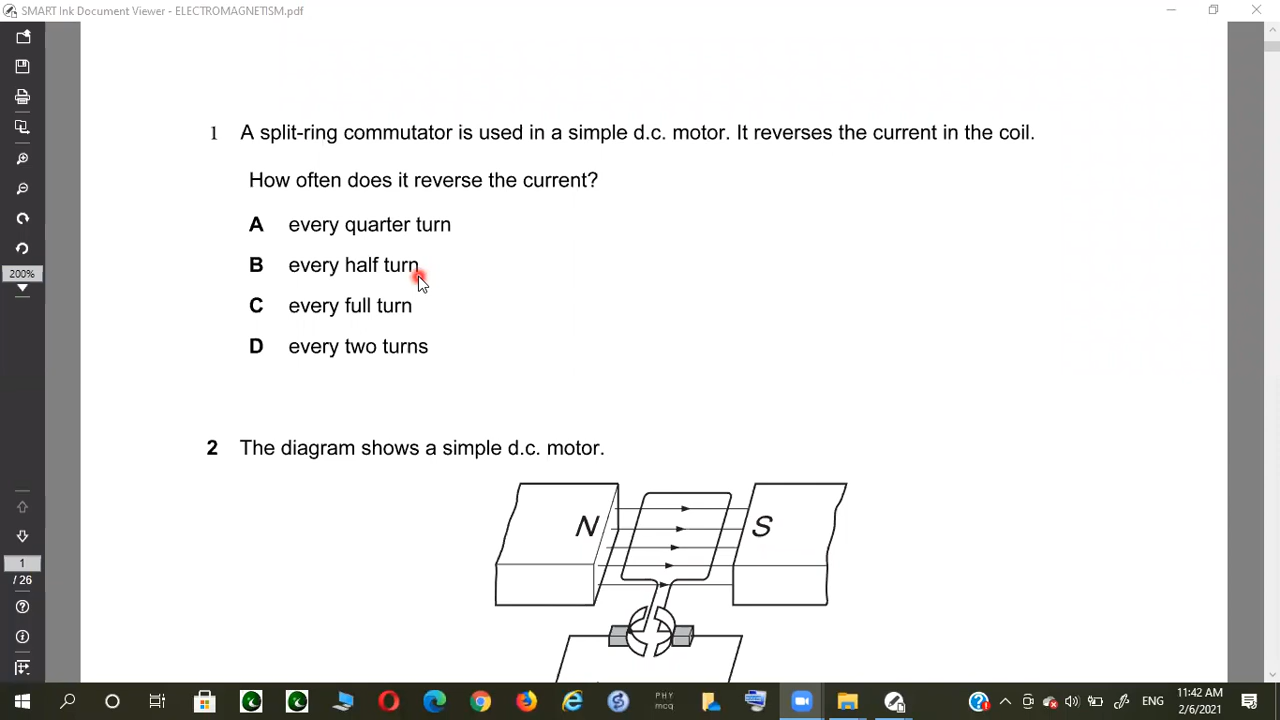 SMART Ink Document Viewer - ELECTROMAGNETISM.pdf
1 A split-ring commutator is used in a simple d.c. motor. It reverses the current in the coil.
How often does it reverse the current?
A every quarter turn
B every half turn
C every full turn
D every two turns
2 The diagram shows a simple d.c. motor.
N S
200%
1
/ 26
PHY
mcq
ENG
11:42 AM
2/6/2021